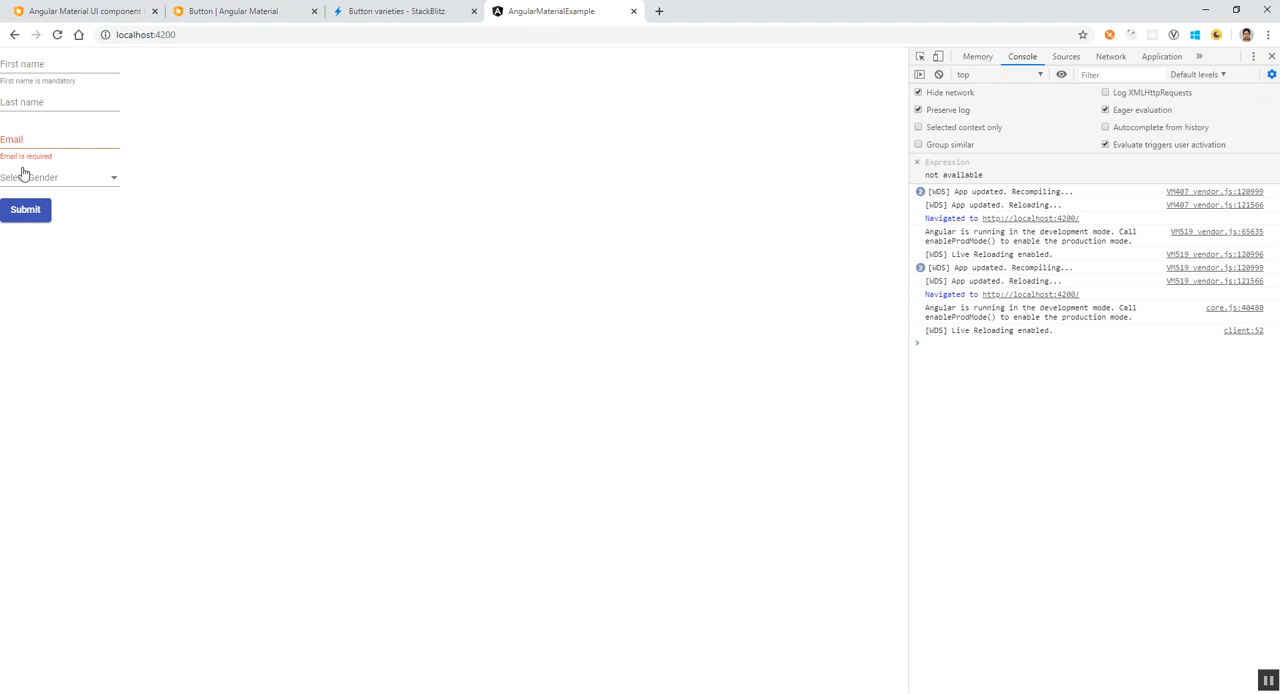 Angular Material UI component
Button | Angular Material
Button varieties - StackBlitz
AngularMaterialExample
localhost:4200
First name
First name is mandatory
Last name
Email
Email is required
Select Gender
Submit
Memory Console Sources Network Application
top Filter Default levels
Hide network Log XMLHttpRequests
Preserve log Eager evaluation
Selected context only Autocomplete from history
Group similar Evaluate triggers user activation
Expression
not available
2 [WDS] App updated. Recompiling... VM407 vendor.js:120999
[WDS] App updated. Reloading... VM407 vendor.js:121566
Navigated to http://localhost:4200/
Angular is running in the development mode. Call VM519 vendor.js:65635
enableProdMode() to enable the production mode.
[WDS] Live Reloading enabled. VM519 vendor.js:120996
2 [WDS] App updated. Recompiling... VM519 vendor.js:120999
[WDS] App updated. Reloading... VM519 vendor.js:121566
Navigated to http://localhost:4200/
Angular is running in the development mode. Call core.js:40480
enableProdMode() to enable the production mode.
[WDS] Live Reloading enabled. client:52